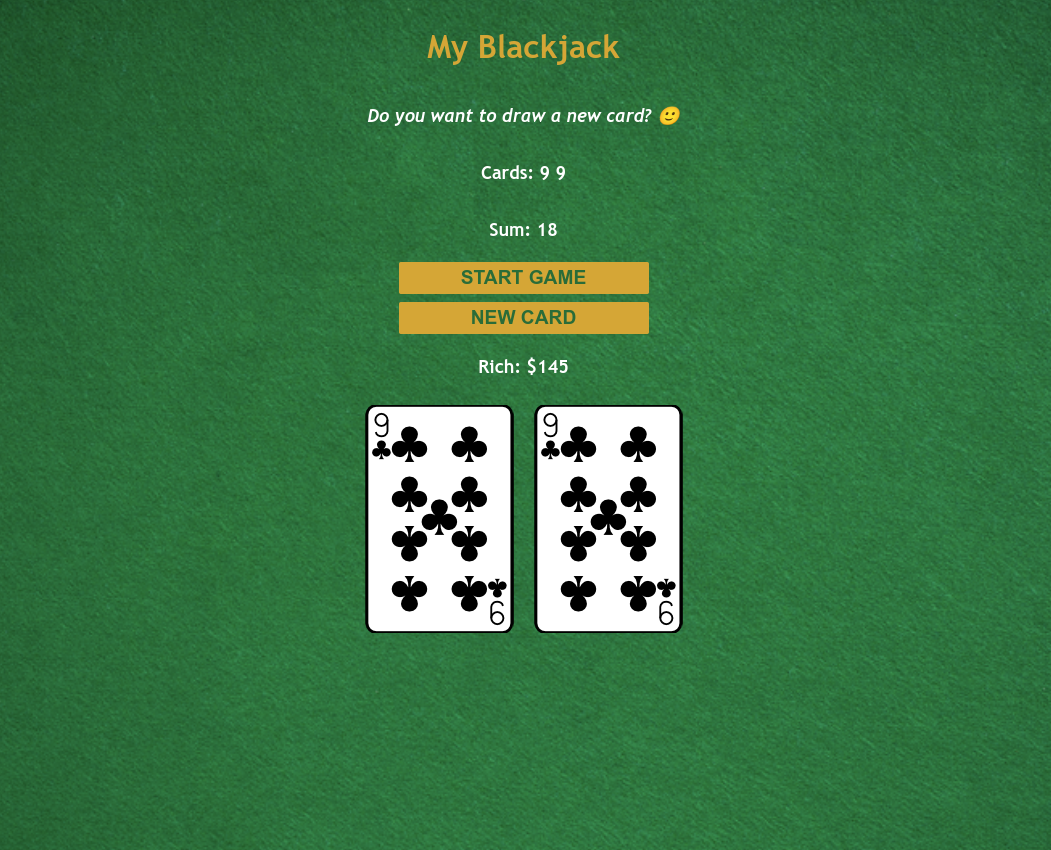 My Blackjack
Do you want to draw a new card? 🙂
Cards: 9 9
Sum: 18
START GAME
NEW CARD
Rich: $145
9 9
9 9